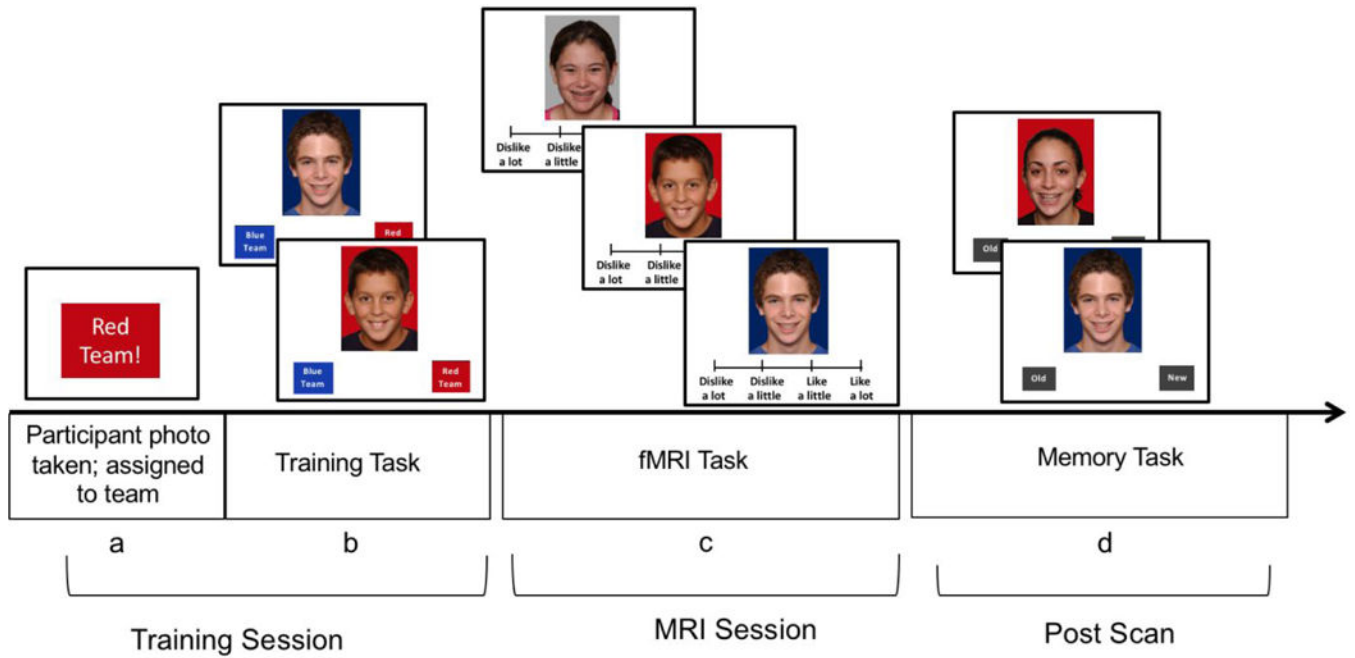 Red
Team!
Blue
Team
Red
Blue
Team
Red
Team
Dislike
a lot
Dislike
a little
Dislike
a lot
Dislike
a little
Dislike
a lot
Dislike
a little
Like
a little
Like
a lot
Old
Old
New
Participant photo
taken; assigned
to team
Training Task
fMRI Task
Memory Task
a
b
c
d
Training Session
MRI Session
Post Scan